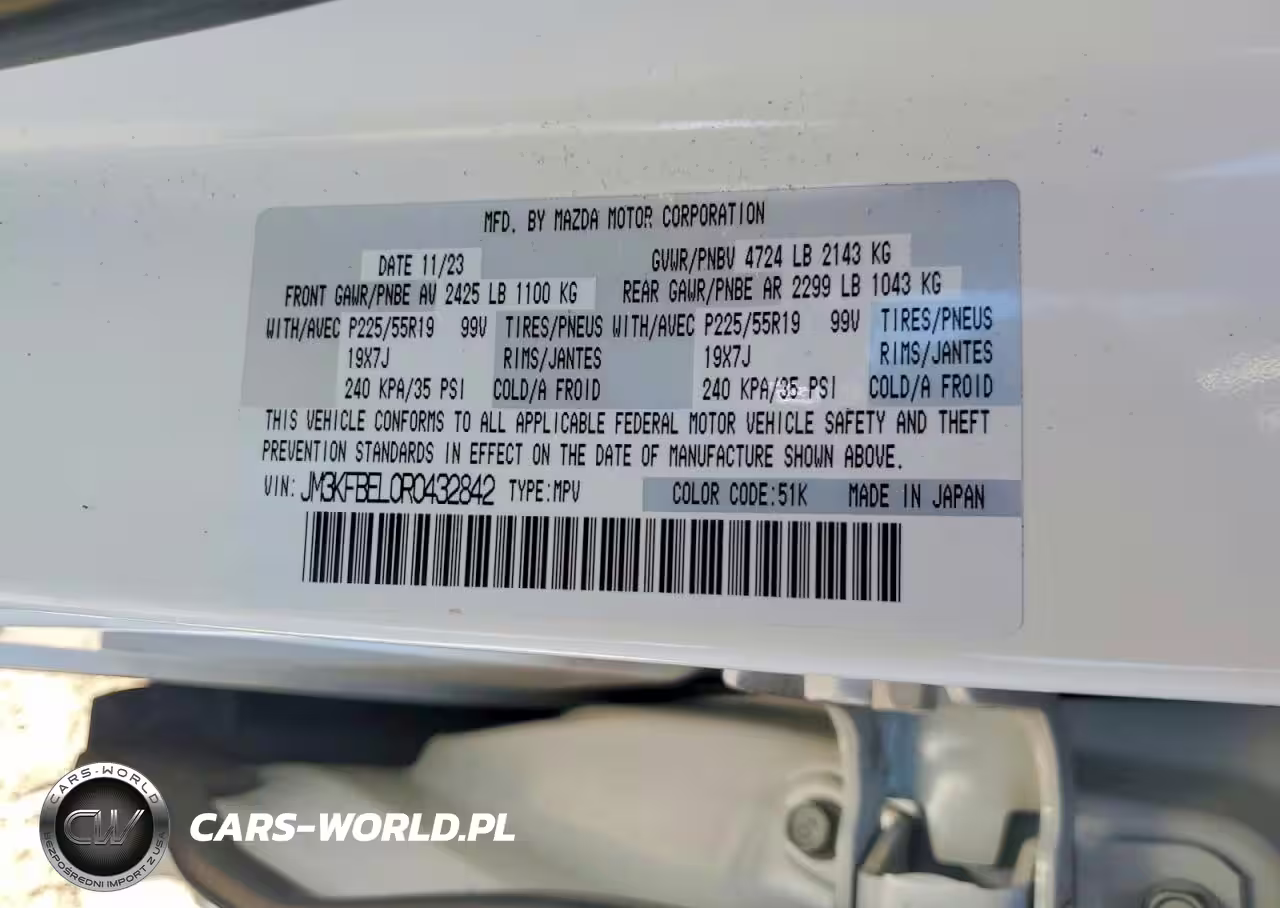 MFD. BY MAZDA MOTOR CORPORATION
DATE 11/23 GVWR/PNBV 4724 LB 2143 KG
FRONT GAWR/PNBE AV 2425 LB 1100 KG REAR GAWR/PNBE AR 2299 LB 1043 KG
WITH/AVEC P225/55R19 99V TIRES/PNEUS WITH/AVEC P225/55R19 99V TIRES/PNEUS
19X7J RIMS/JANTES 19X7J RIMS/JANTES
240 KPA/35 PSI COLD/A FROID 240 KPA/35 PSI COLD/A FROID
THIS VEHICLE CONFORMS TO ALL APPLICABLE FEDERAL MOTOR VEHICLE SAFETY AND THEFT
PREVENTION STANDARDS IN EFFECT ON THE DATE OF MANUFACTURE SHOWN ABOVE.
VIN: JM3KFBEL0R0432842 TYPE:MPV COLOR CODE:51K MADE IN JAPAN
CARS-WORLD
CW
BEZPOŚREDNI IMPORT Z USA
CARS-WORLD.PL